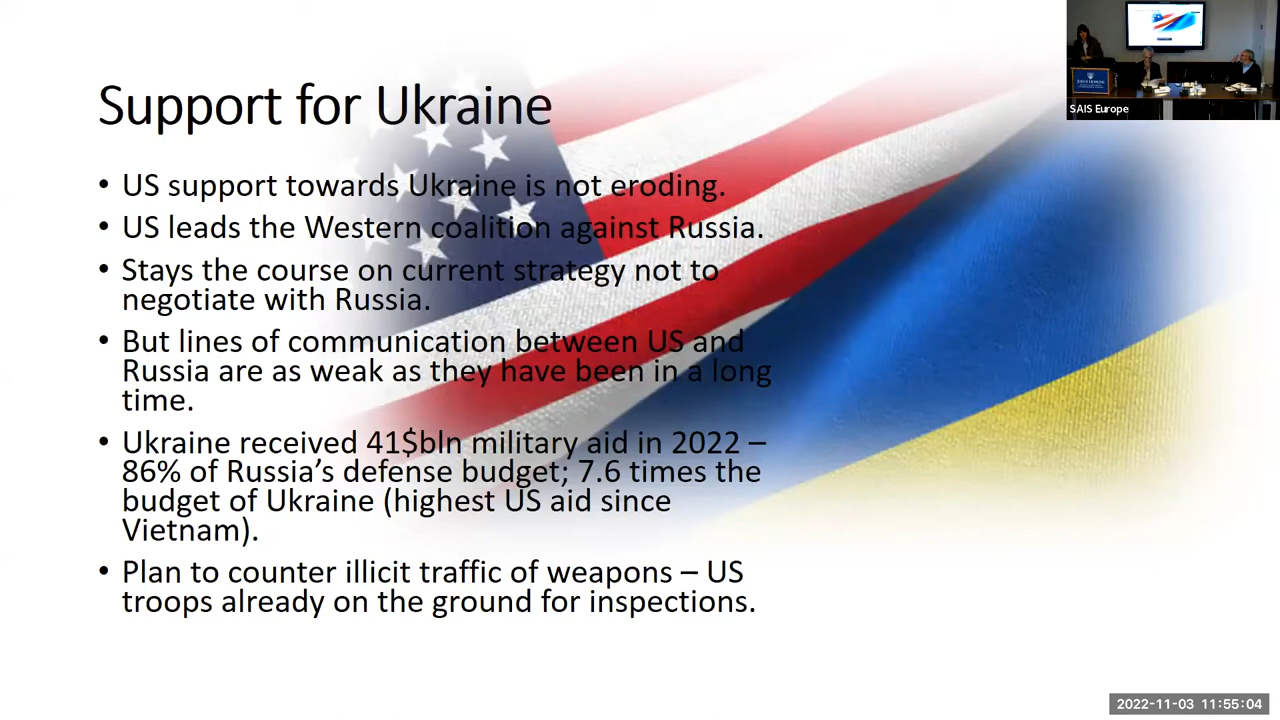 Support for Ukraine
• US support towards Ukraine is not eroding.
• US leads the Western coalition against Russia.
• Stays the course on current strategy not to
negotiate with Russia.
• But lines of communication between US and
Russia are as weak as they have been in a long
time.
• Ukraine received 41$bln military aid in 2022 –
86% of Russia’s defense budget; 7.6 times the
budget of Ukraine (highest US aid since
Vietnam).
• Plan to counter illicit traffic of weapons – US
troops already on the ground for inspections.
SAIS Europe
2022-11-03 11:55:04